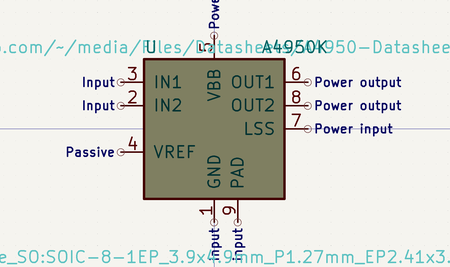 Powe
.com/~/media/Files/Datasheets/A4950-Datashee
U
A4950K
5
VBB
Input 3 IN1
OUT1 6 Power output
Input 2 IN2
OUT2 8 Power output
LSS 7 Power input
Passive 4 VREF
GND
PAD
1
9
input
input
e_SO:SOIC-8-1EP_3.9x4.9mm_P1.27mm_EP2.41x3.